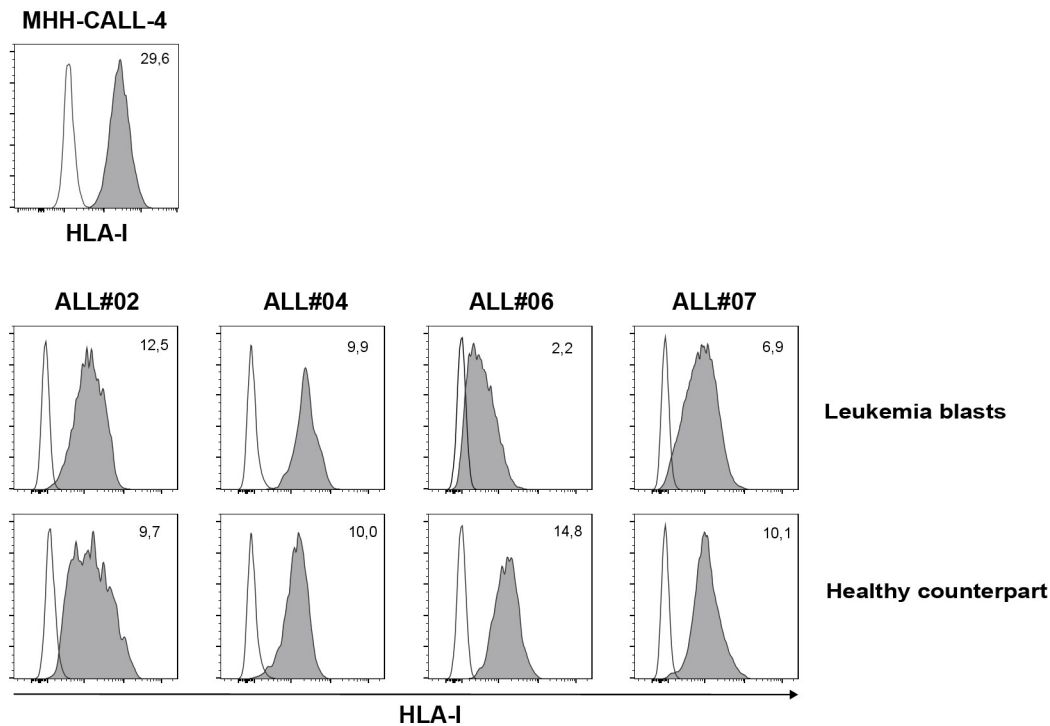 MHH-CALL-4
29,6
HLA-I
ALL#02 ALL#04 ALL#06 ALL#07
12,5 9,9 2,2 6,9
Leukemia blasts
9,7 10,0 14,8 10,1
Healthy counterpart
HLA-I